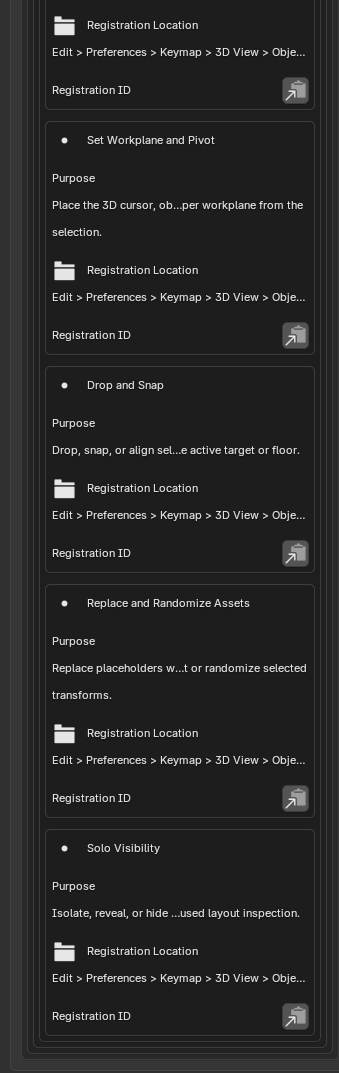 Registration Location
Edit > Preferences > Keymap > 3D View > Obje...
Registration ID
Set Workplane and Pivot
Purpose
Place the 3D cursor, ob...per workplane from the
selection.
Registration Location
Edit > Preferences > Keymap > 3D View > Obje...
Registration ID
Drop and Snap
Purpose
Drop, snap, or align sel...e active target or floor.
Registration Location
Edit > Preferences > Keymap > 3D View > Obje...
Registration ID
Replace and Randomize Assets
Purpose
Replace placeholders w...t or randomize selected
transforms.
Registration Location
Edit > Preferences > Keymap > 3D View > Obje...
Registration ID
Solo Visibility
Purpose
Isolate, reveal, or hide ...used layout inspection.
Registration Location
Edit > Preferences > Keymap > 3D View > Obje...
Registration ID